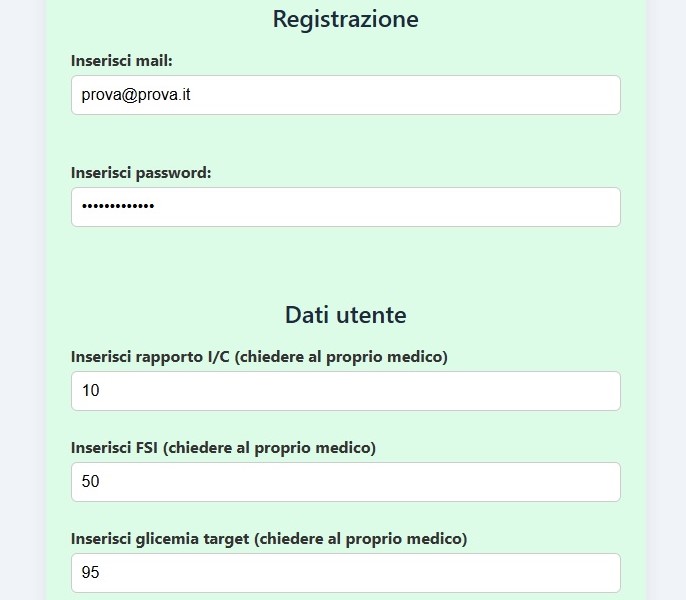 Registrazione
Inserisci mail:
prova@prova.it
Inserisci password:
•••••••••••••
Dati utente
Inserisci rapporto I/C (chiedere al proprio medico)
10
Inserisci FSI (chiedere al proprio medico)
50
Inserisci glicemia target (chiedere al proprio medico)
95